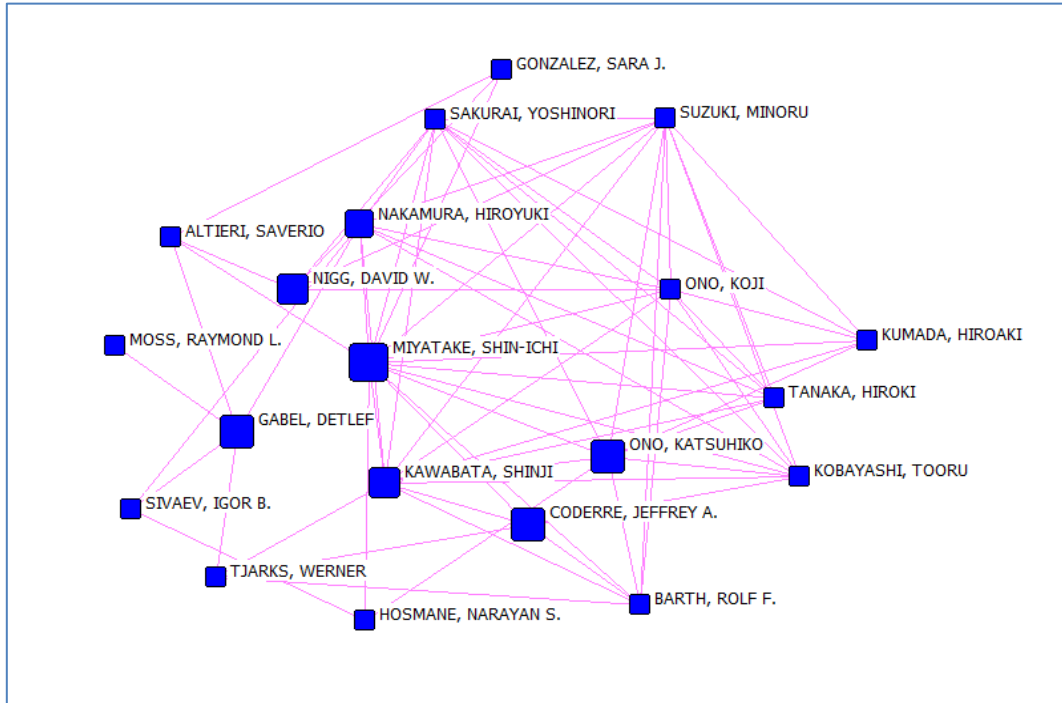 GONZALEZ, SARA J.
SAKURAI, YOSHINORI
SUZUKI, MINORU
NAKAMURA, HIROYUKI
ALTIERI, SAVERIO
NIGG, DAVID W.
ONO, KOJI
MOSS, RAYMOND L.
MIYATAKE, SHIN-ICHI
KUMADA, HIROAKI
TANAKA, HIROKI
GABEL, DETLEF
ONO, KATSUHIKO
KAWABATA, SHINJI
KOBAYASHI, TOORU
SIVAEV, IGOR B.
CODERRE, JEFFREY A.
TJARKS, WERNER
BARTH, ROLF F.
HOSMANE, NARAYAN S.